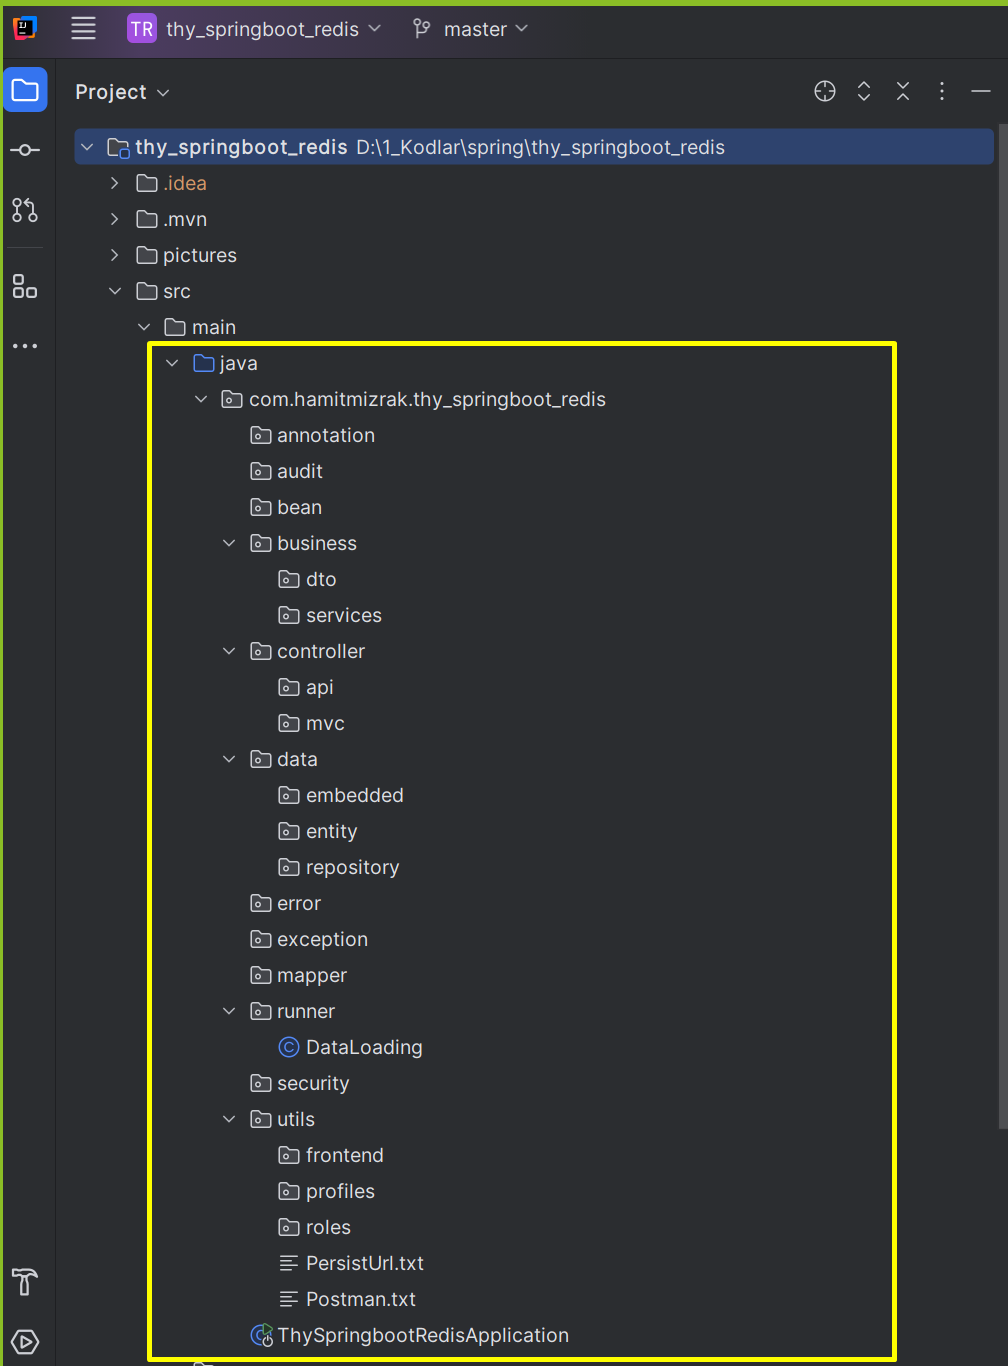 TR thy_springboot_redis master
Project
thy_springboot_redis D:\1_Kodlar\spring\thy_springboot_redis
.idea
.mvn
pictures
src
main
java
com.hamitmizrak.thy_springboot_redis
annotation
audit
bean
business
dto
services
controller
api
mvc
data
embedded
entity
repository
error
exception
mapper
runner
DataLoading
security
utils
frontend
profiles
roles
PersistUrl.txt
Postman.txt
ThySpringbootRedisApplication